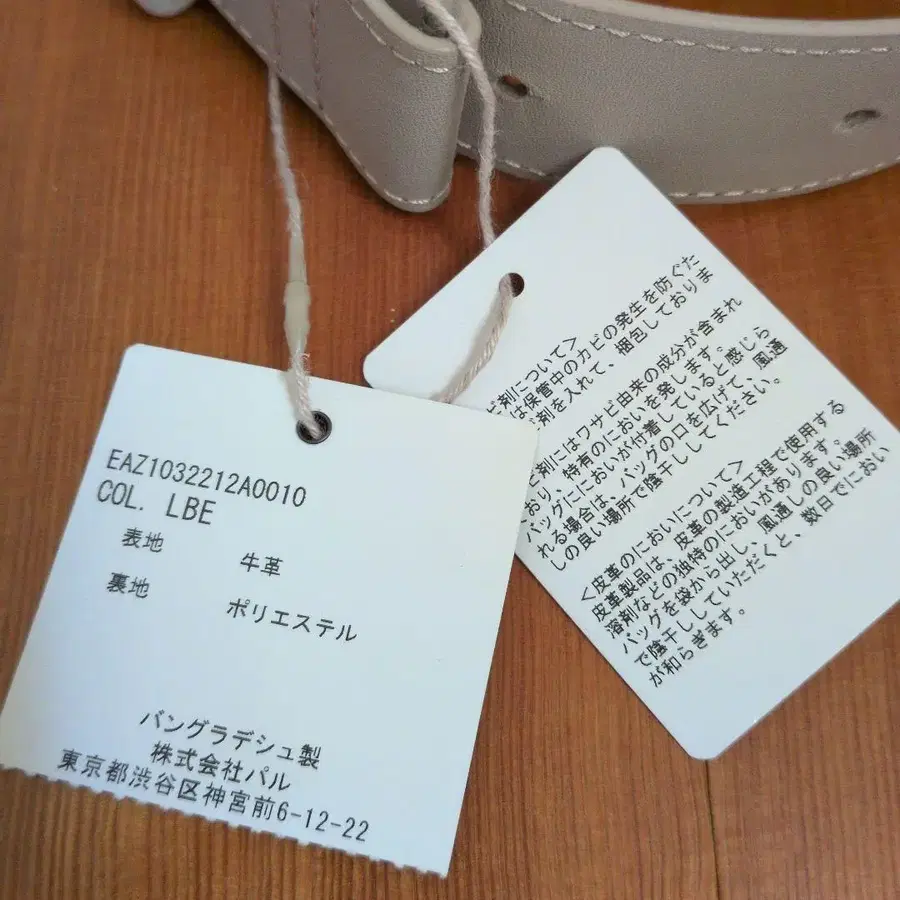 EAZ1032212A0010
COL. LBE
表地 牛革
裏地 ポリエステル
バングラデシュ製
株式会社パル
東京都渋谷区神宮前6-12-22
剤について>
は保管中のカビの発生を防ぐた
剤を入れて、梱包しておりま
剤にはワサビ由来の成分が含まれ
おり、特有のにおいを発します。
バッグににおいが付着していると感じら
れる場合は、バッグの口を広げて、風通
しの良い場所で陰干ししてください。
<皮革のにおいについて>
皮革製品は、皮革の製造工程で使用する
溶剤などの独特のにおいがあります。
バッグを袋から出し、風通しの良い場所
で陰干ししていただくと、数日でにおい
が和らぎます。